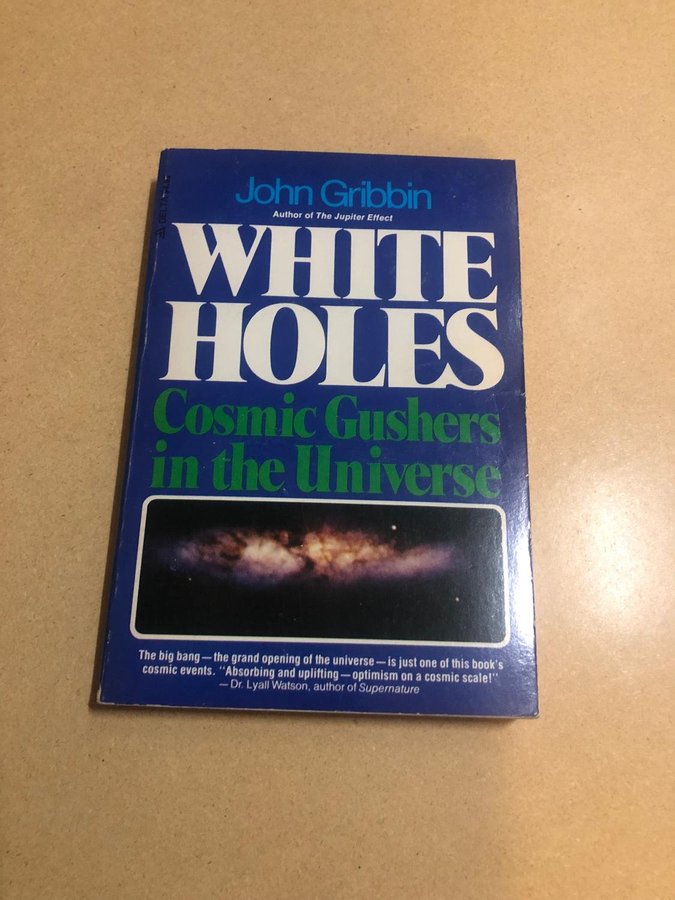 John Gribbin
Author of The Jupiter Effect
WHITE
HOLES
Cosmic Gushers
in the Universe
The big bang—the grand opening of the universe—is just one of this book's
cosmic events. "Absorbing and uplifting—optimism on a cosmic scale!"
—Dr. Lyall Watson, author of Supernature